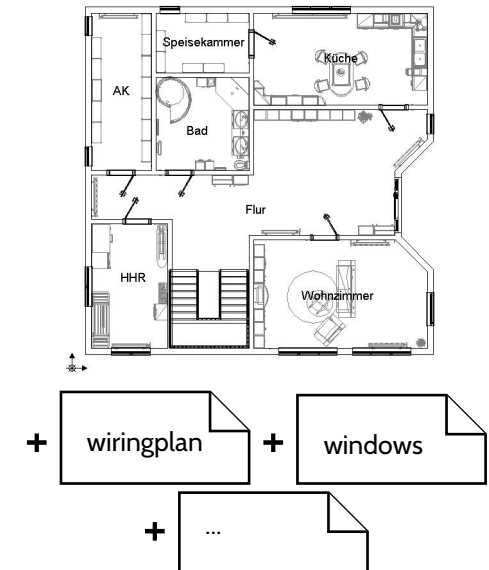 Speisekammer
Küche
AK
Bad
Flur
HHR
Wohnzimmer
+ wiringplan + windows
+ ...